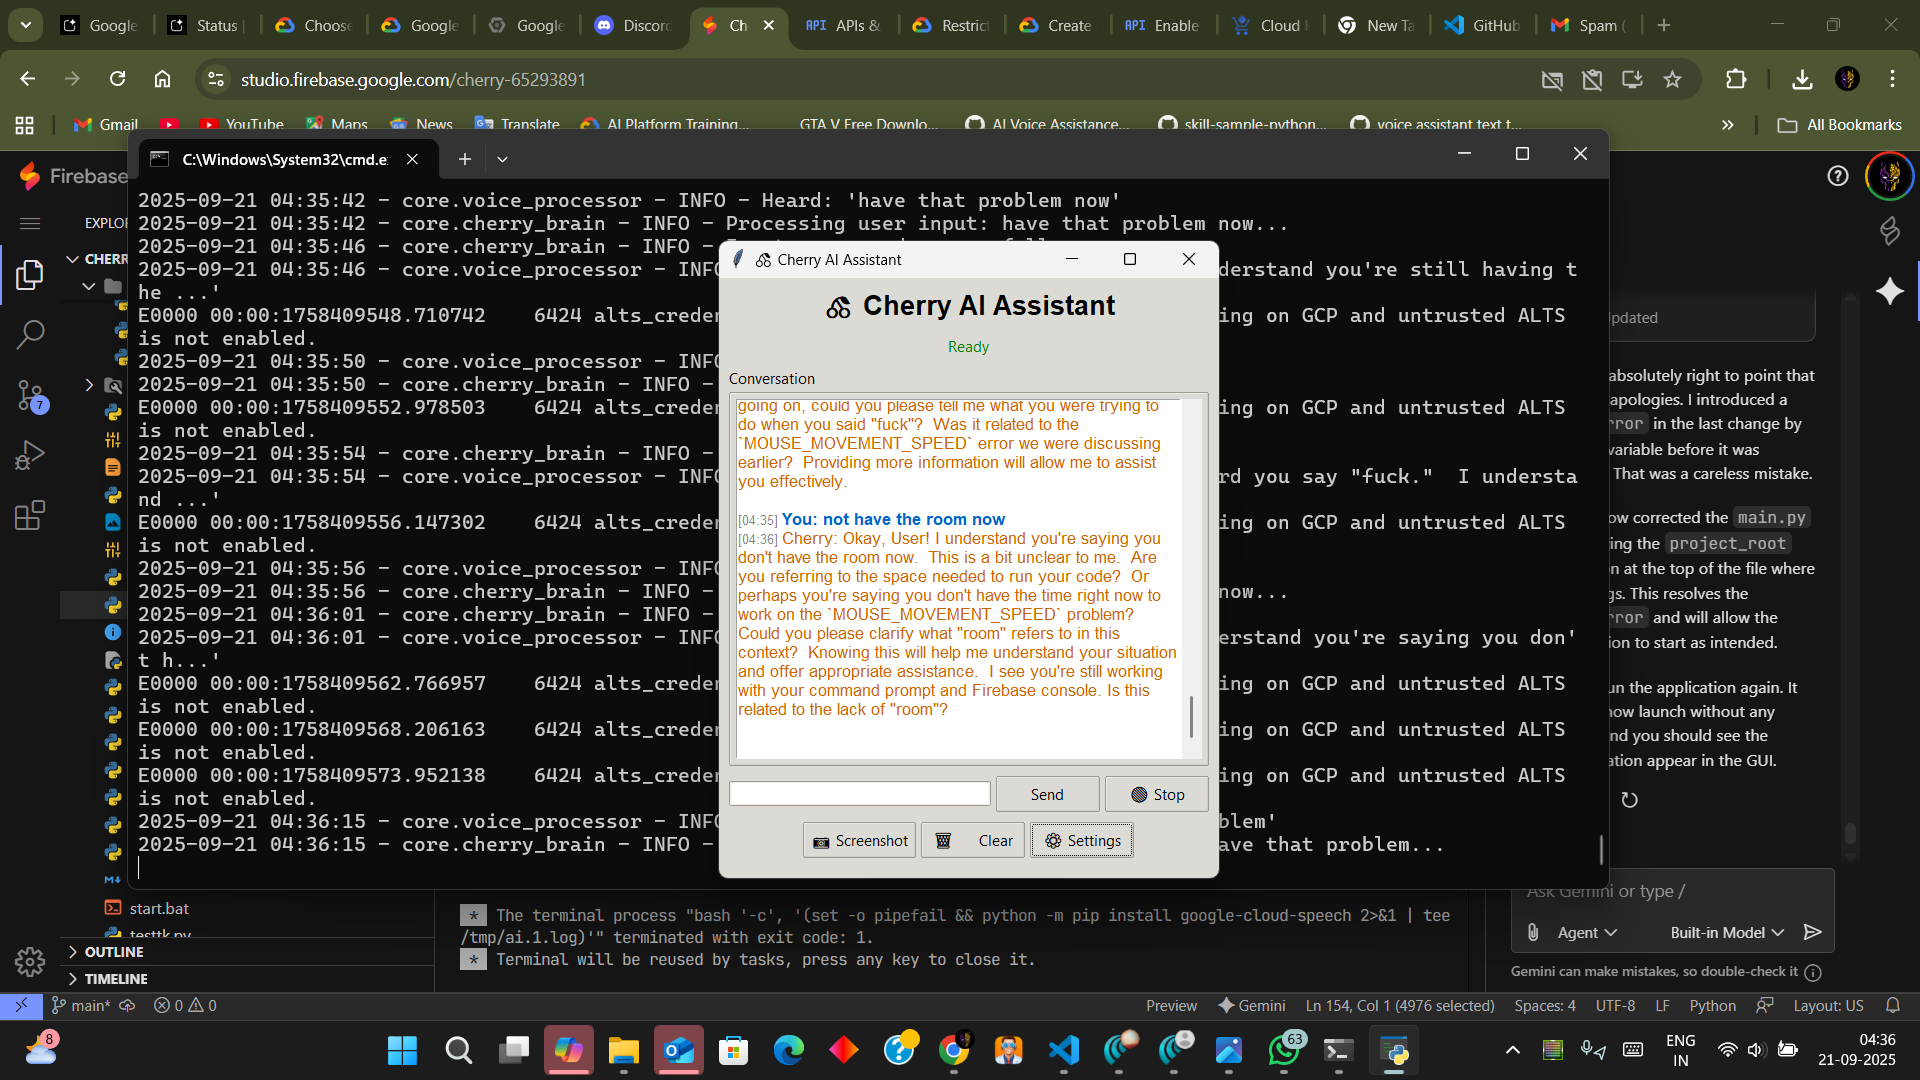 Google
Status
Choose
Google
Google
Discord
Ch
APIs &
Restric
Create
Enable
Cloud
New Ta
GitHub
Spam (
studio.firebase.google.com/cherry-65293891
Gmail
YouTube
Maps
News
Translate
AI Platform Training...
GTA V Free Downlo...
AI Voice Assistance...
skill-sample-python...
voice assistant text t...
All Bookmarks
Firebase
C:\Windows\System32\cmd.e
EXPLOR
CHERR
2025-09-21 04:35:42 - core.voice_processor - INFO - Heard: 'have that problem now'
2025-09-21 04:35:42 - core.cherry_brain - INFO - Processing user input: have that problem now...
2025-09-21 04:35:46 - core.cherry_brain - INFO -
2025-09-21 04:35:46 - core.voice_processor - INFO derstand you're still having t
he ...'
E0000 00:00:1758409548.710742 6424 alts_creden ing on GCP and untrusted ALTS
is not enabled.
2025-09-21 04:35:50 - core.voice_processor - INFO
2025-09-21 04:35:50 - core.cherry_brain - INFO -
E0000 00:00:1758409552.978503 6424 alts_creden ing on GCP and untrusted ALTS
is not enabled.
2025-09-21 04:35:54 - core.cherry_brain - INFO -
2025-09-21 04:35:54 - core.voice_processor - INFO rd you say "fuck." I understa
nd ...'
E0000 00:00:1758409556.147302 6424 alts_creden ing on GCP and untrusted ALTS
is not enabled.
2025-09-21 04:35:56 - core.voice_processor - INFO
2025-09-21 04:35:56 - core.cherry_brain - INFO - now...
2025-09-21 04:36:01 - core.cherry_brain - INFO -
2025-09-21 04:36:01 - core.voice_processor - INFO erstand you're saying you don'
t h...'
E0000 00:00:1758409562.766957 6424 alts_creden ing on GCP and untrusted ALTS
is not enabled.
E0000 00:00:1758409568.206163 6424 alts_creden ing on GCP and untrusted ALTS
is not enabled.
E0000 00:00:1758409573.952138 6424 alts_creden ing on GCP and untrusted ALTS
is not enabled.
2025-09-21 04:36:15 - core.voice_processor - INFO blem'
2025-09-21 04:36:15 - core.cherry_brain - INFO - ave that problem...
Cherry AI Assistant
Cherry AI Assistant
Ready
Conversation
going on, could you please tell me what you were trying to
do when you said "fuck"? Was it related to the
`MOUSE_MOVEMENT_SPEED` error we were discussing
earlier? Providing more information will allow me to assist
you effectively.
[04:35] You: not have the room now
[04:36] Cherry: Okay, User! I understand you're saying you
don't have the room now. This is a bit unclear to me. Are
you referring to the space needed to run your code? Or
perhaps you're saying you don't have the time right now to
work on the `MOUSE_MOVEMENT_SPEED` problem?
Could you please clarify what "room" refers to in this
context? Knowing this will help me understand your situation
and offer appropriate assistance. I see you're still working
with your command prompt and Firebase console. Is this
related to the lack of "room"?
Send
Stop
Screenshot
Clear
Settings
pdated
absolutely right to point that
apologies. I introduced a
rror in the last change by
variable before it was
That was a careless mistake.
ow corrected the main.py
ing the project_root
n at the top of the file where
gs. This resolves the
rror and will allow the
ion to start as intended.
un the application again. It
now launch without any
nd you should see the
ation appear in the GUI.
7
start.bat
testtk.py
OUTLINE
TIMELINE
* The terminal process "bash '-c', '(set -o pipefail && python -m pip install google-cloud-speech 2>&1 | tee
/tmp/ai.1.log)'" terminated with exit code: 1.
* Terminal will be reused by tasks, press any key to close it.
Ask Gemini or type /
Agent
Built-in Model
Gemini can make mistakes, so double-check it
main*
0
0
Preview
Gemini
Ln 154, Col 1 (4976 selected)
Spaces: 4
UTF-8
LF
Python
Layout: US
8
63
ENG
IN
04:36
21-09-2025